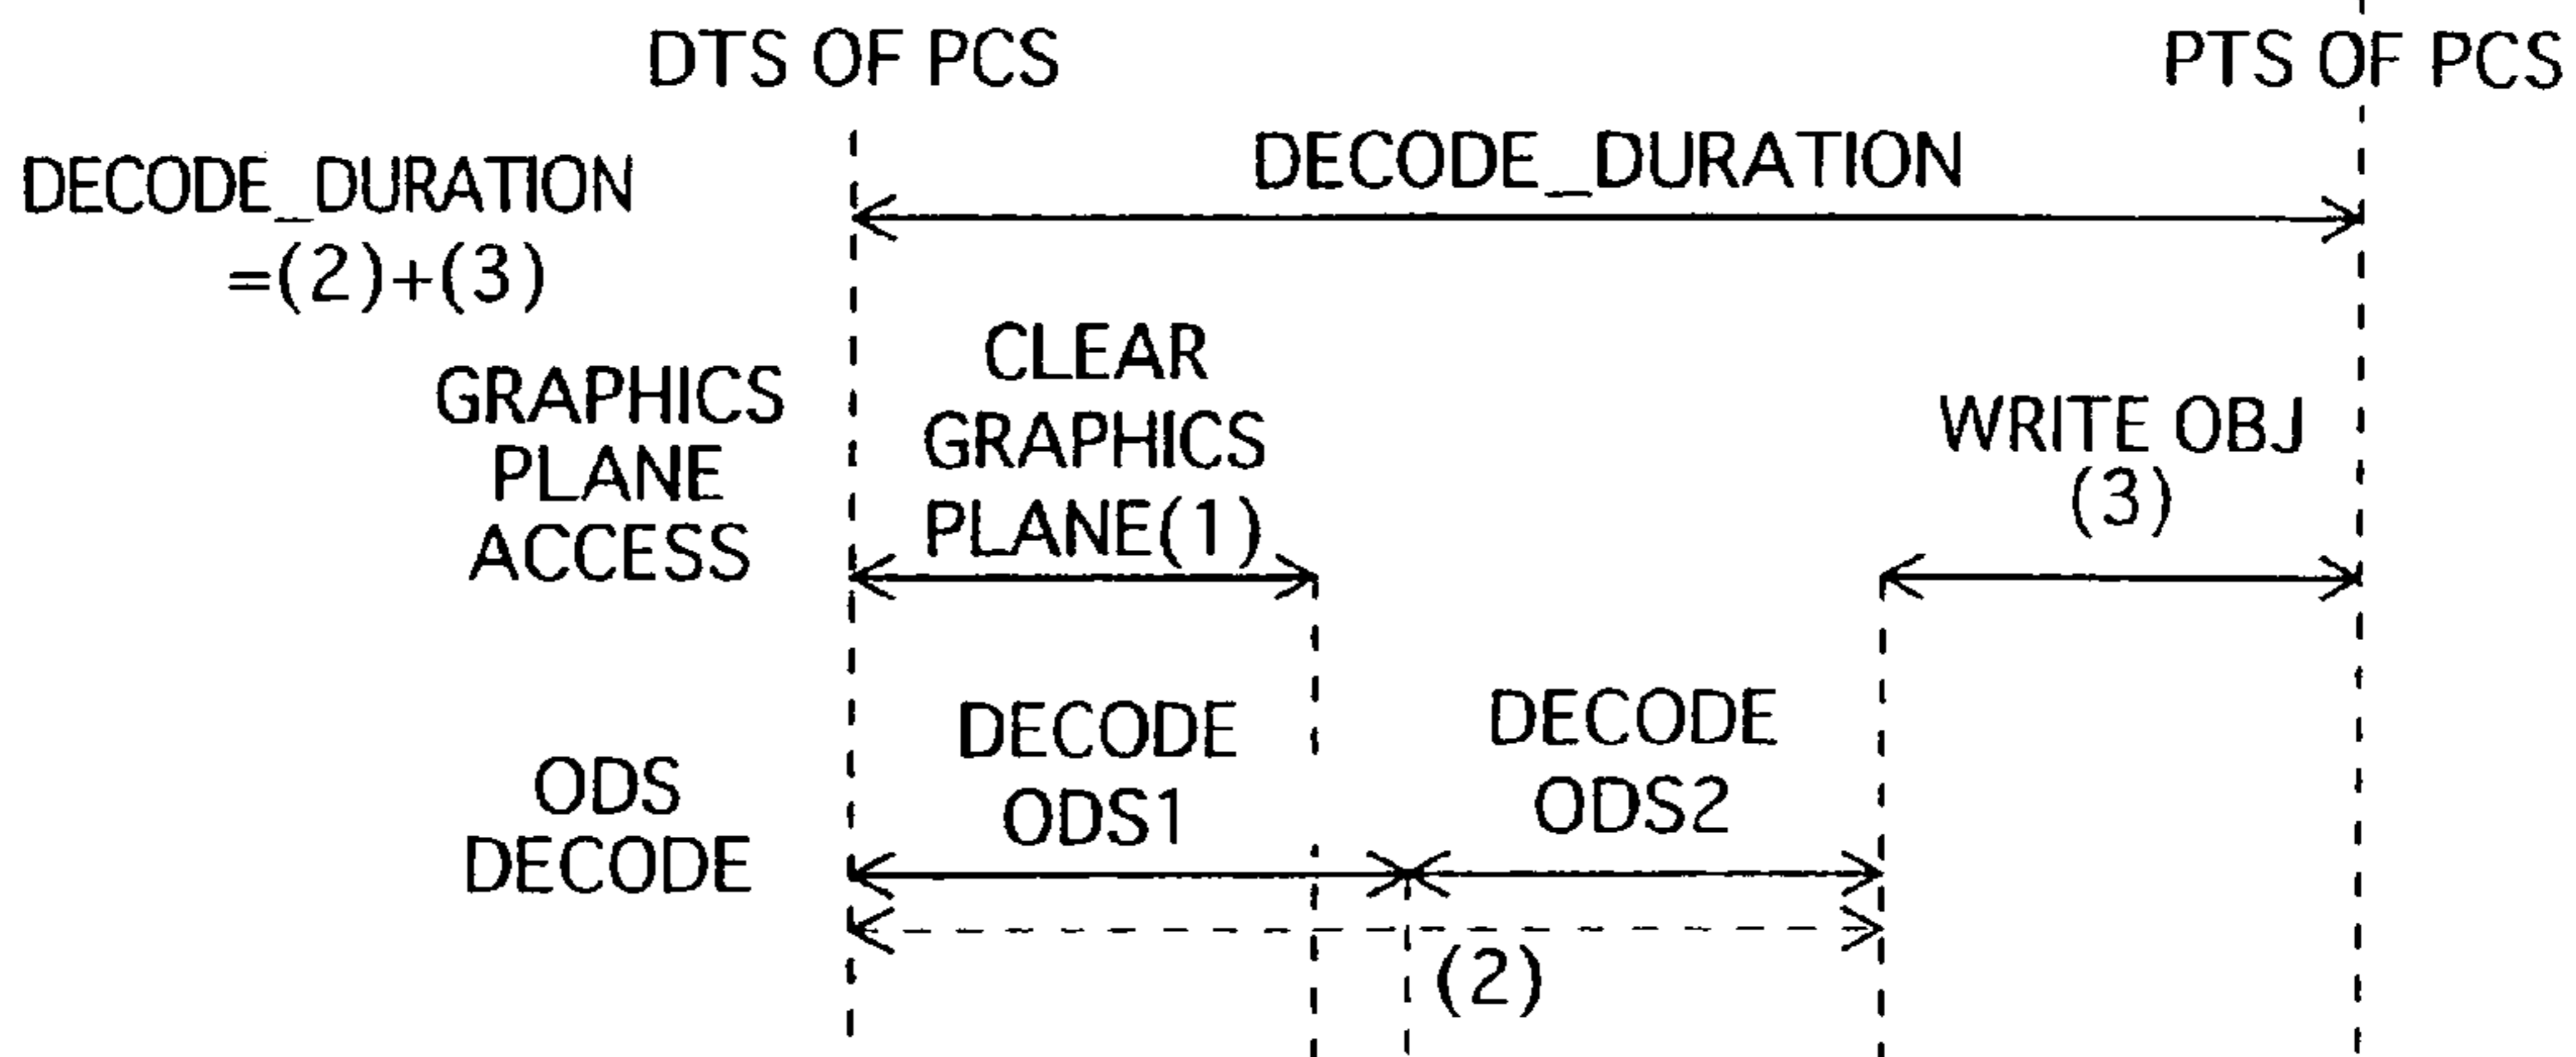 DTS OF PCS
PTS OF PCS
DECODE_DURATION
=(2)+(3)
DECODE_DURATION
GRAPHICS
PLANE
ACCESS
CLEAR
GRAPHICS
PLANE(1)
WRITE OBJ
(3)
ODS
DECODE
DECODE
ODS1
DECODE
ODS2
(2)